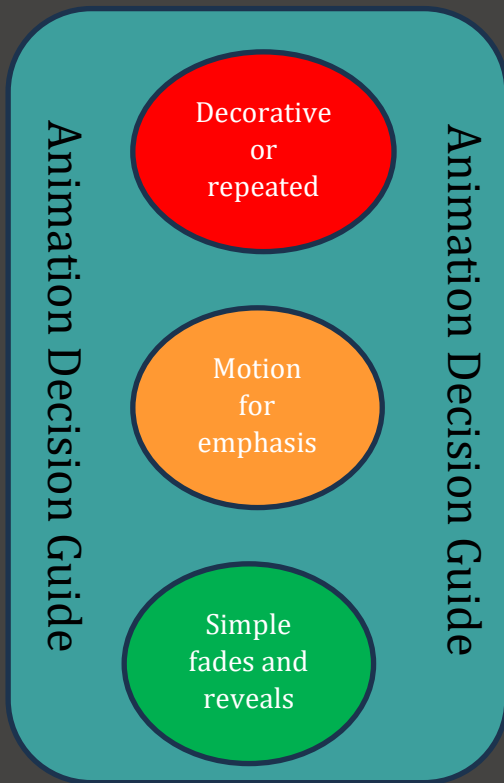 Animation Decision Guide
Decorative
or
repeated
Motion
for
emphasis
Simple
fades and
reveals
Animation Decision Guide